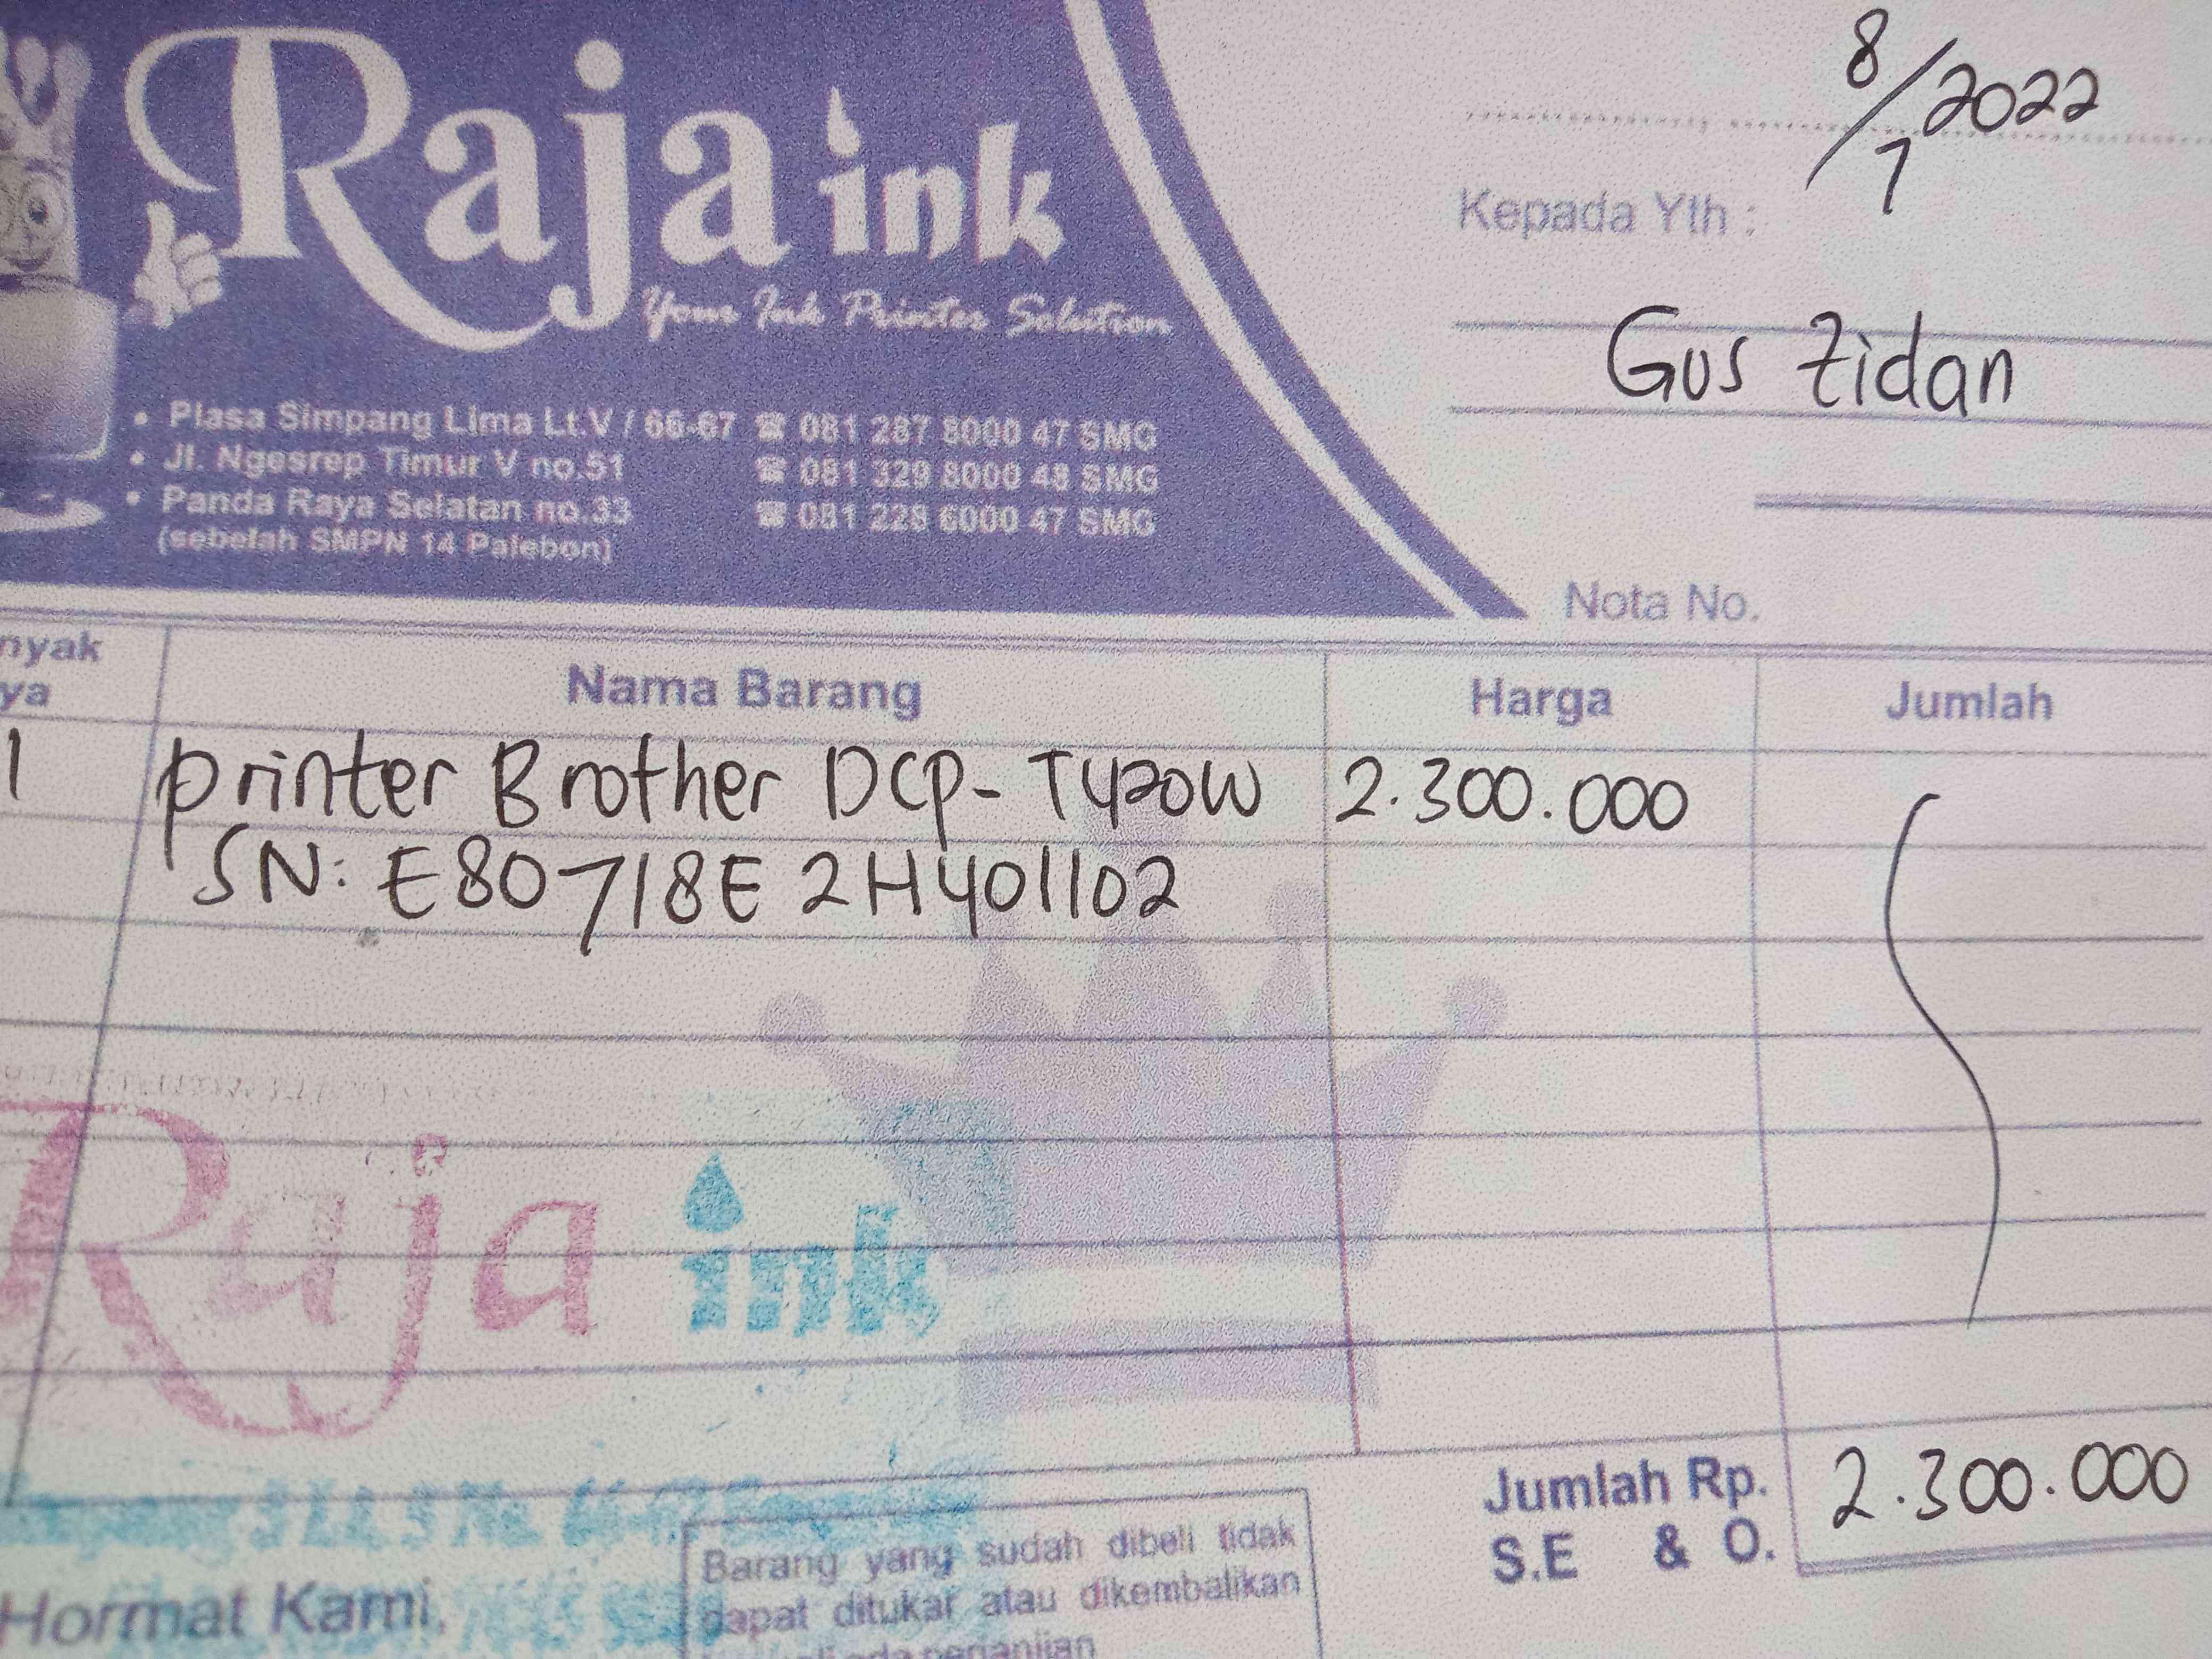 Raja ink
Your Ink Printer Solution
• Plasa Simpang Lima Lt.V / 66-67 ☎ 081 287 8000 47 SMG
• Jl. Ngesrep Timur V no.51 ☎ 081 329 8000 48 SMG
• Panda Raya Selatan no.33 ☎ 081 228 6000 47 SMG
(sebelah SMPN 14 Palebon)
8/7 2022
Kepada Yth :
Gus Zidan
Nota No.
nyak
ya
Nama Barang Harga Jumlah
1 printer Brother DCP-T420W 2.300.000
SN: E80718E2H401102
Raja ink
Jumlah Rp. 2.300.000
S.E & O.
Hormat Kami,
Barang yang sudah dibeli tidak
dapat ditukar atau dikembalikan
perjanjian